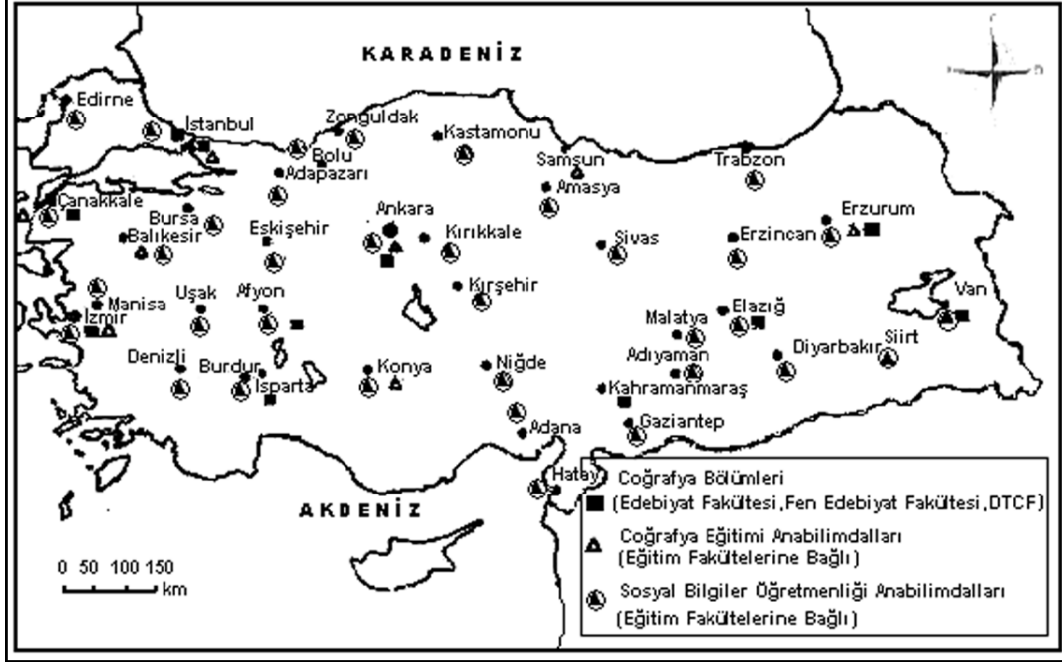 KARADENİZ
Edirne
İstanbul
Zonguldak
Kastamonu
Bolu
Adapazarı
Samsun
Trabzon
Amasya
Çanakkale
Bursa
Balıkesir
Eskişehir
Ankara
Kırıkkale
Sivas
Erzincan
Erzurum
Kırşehir
Manisa
İzmir
Uşak
Afyon
Malatya
Elazığ
Van
Siirt
Diyarbakır
Adıyaman
Denizli
Burdur
Isparta
Konya
Niğde
Kahramanmaraş
Gaziantep
Adana
Hatay
AKDENİZ
0 50 100 150
km
Coğrafya Bölümleri
(Edebiyat Fakültesi,Fen Edebiyat Fakültesi,DTCF)
Coğrafya Eğitimi Anabilimdalları
(Eğitim Fakültelerine Bağlı)
Sosyal Bilgiler Öğretmenliği Anabilimdalları
(Eğitim Fakültelerine Bağlı)